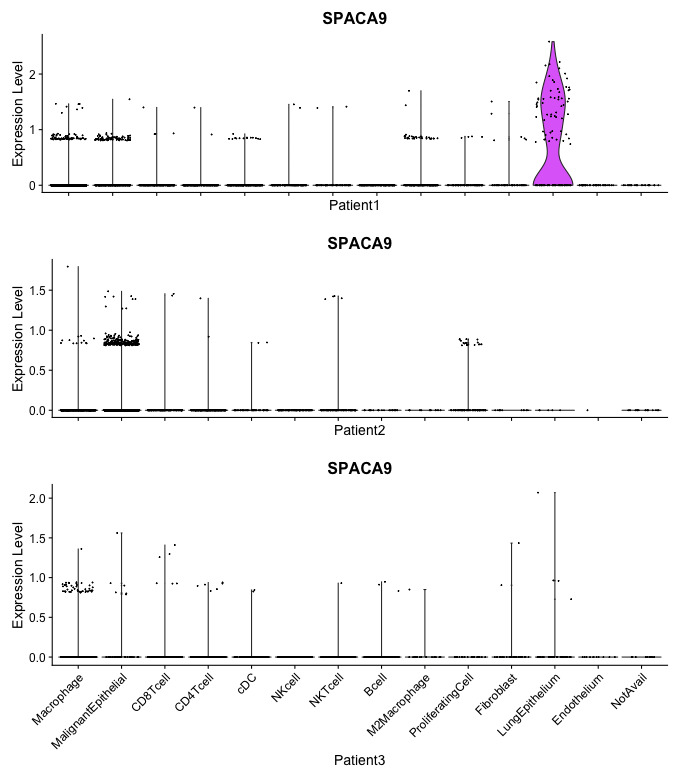 SPACA9
Expression Level
2
1
0
Patient1
SPACA9
Expression Level
1.5
1.0
0.5
0.0
Patient2
SPACA9
Expression Level
2.0
1.5
1.0
0.5
0.0
Macrophage
MalignantEpithelial
CD8Tcell
CD4Tcell
cDC
NKcell
NKTcell
Bcell
M2Macrophage
ProliferatingCell
Fibroblast
LungEpithelium
Endothelium
NotAvail
Patient3